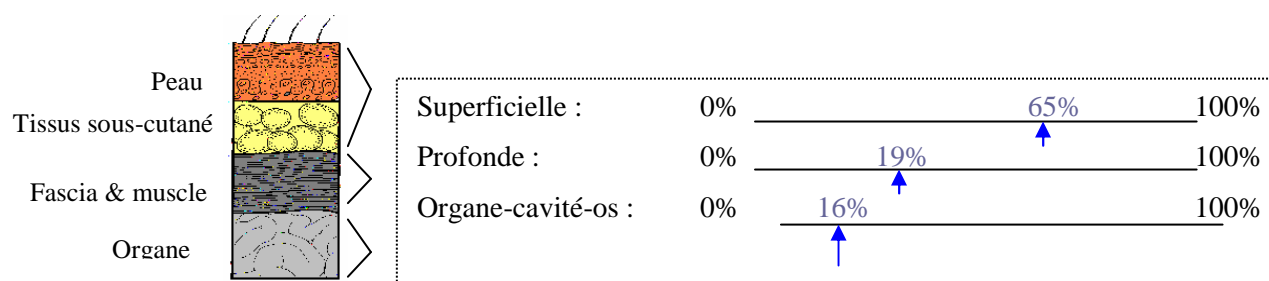 Peau
Tissus sous-cutané
Fascia & muscle
Organe
Superficielle : 0% 65% 100%
Profonde : 0% 19% 100%
Organe-cavité-os : 0% 16% 100%